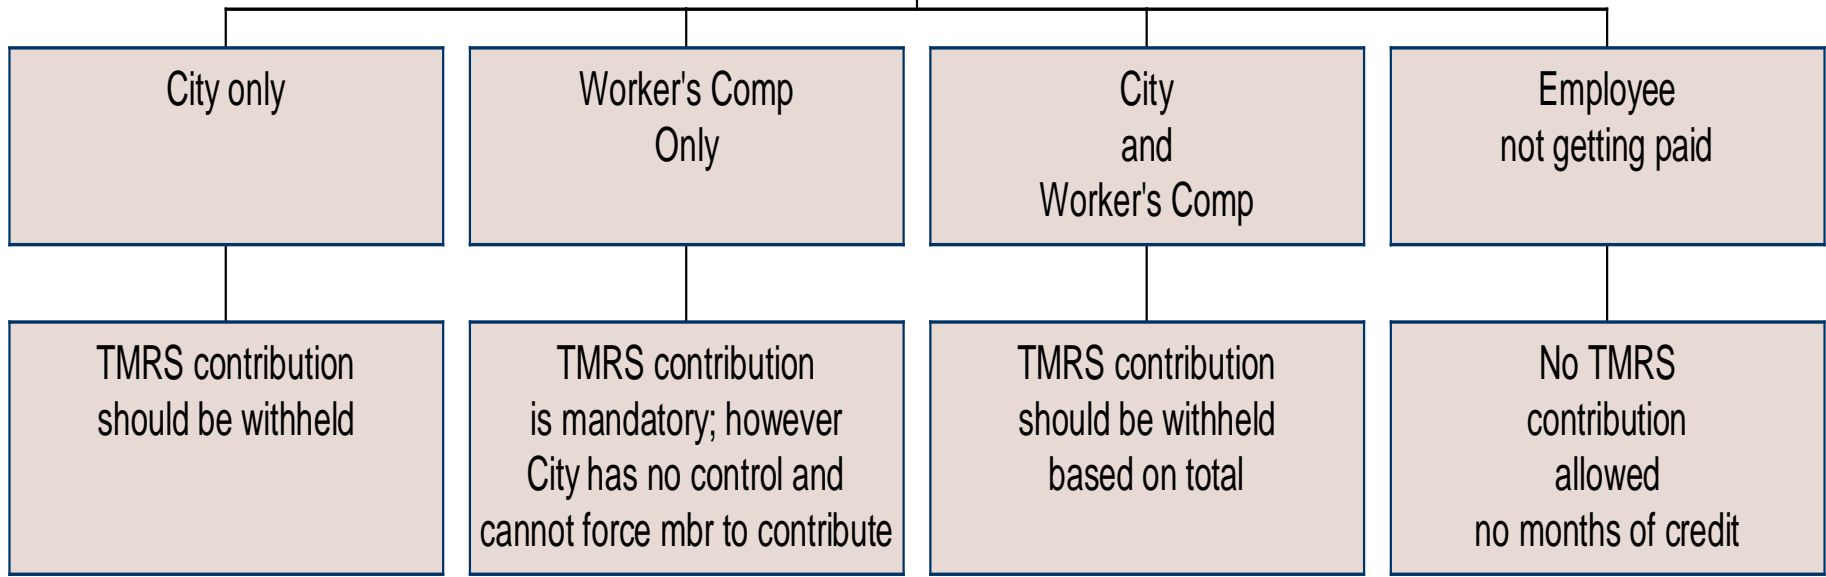 City only
Worker's Comp
Only
City
and
Worker's Comp
Employee
not getting paid
TMRS contribution
should be withheld
TMRS contribution
is mandatory; however
City has no control and
cannot force mbr to contribute
TMRS contribution
should be withheld
based on total
No TMRS
contribution
allowed
no months of credit